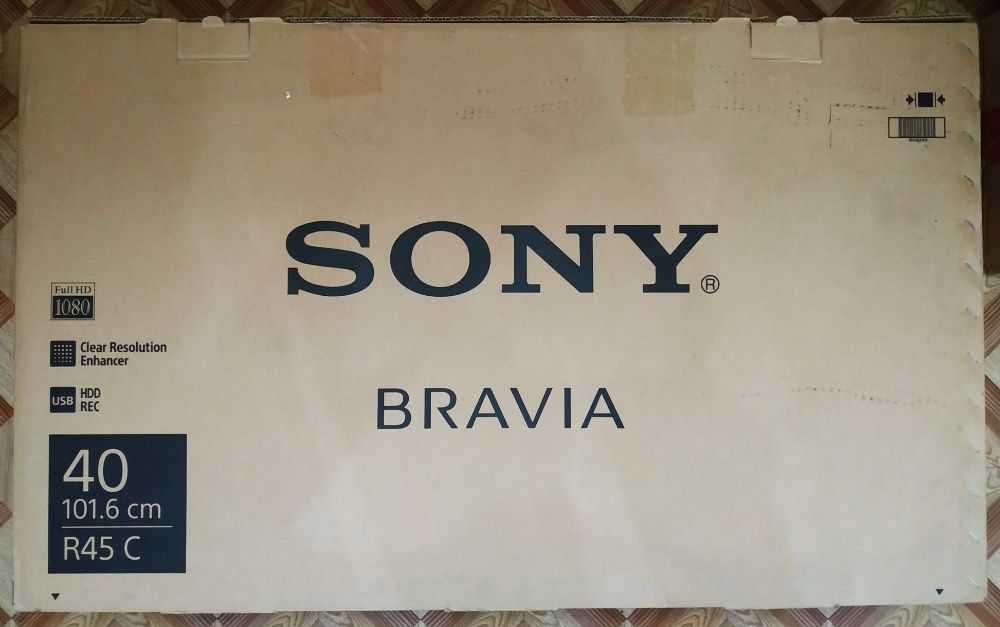 SONY®
Full HD
1080
Clear Resolution
Enhancer
USB HDD
REC
BRAVIA
40
101.6 cm
R45 C